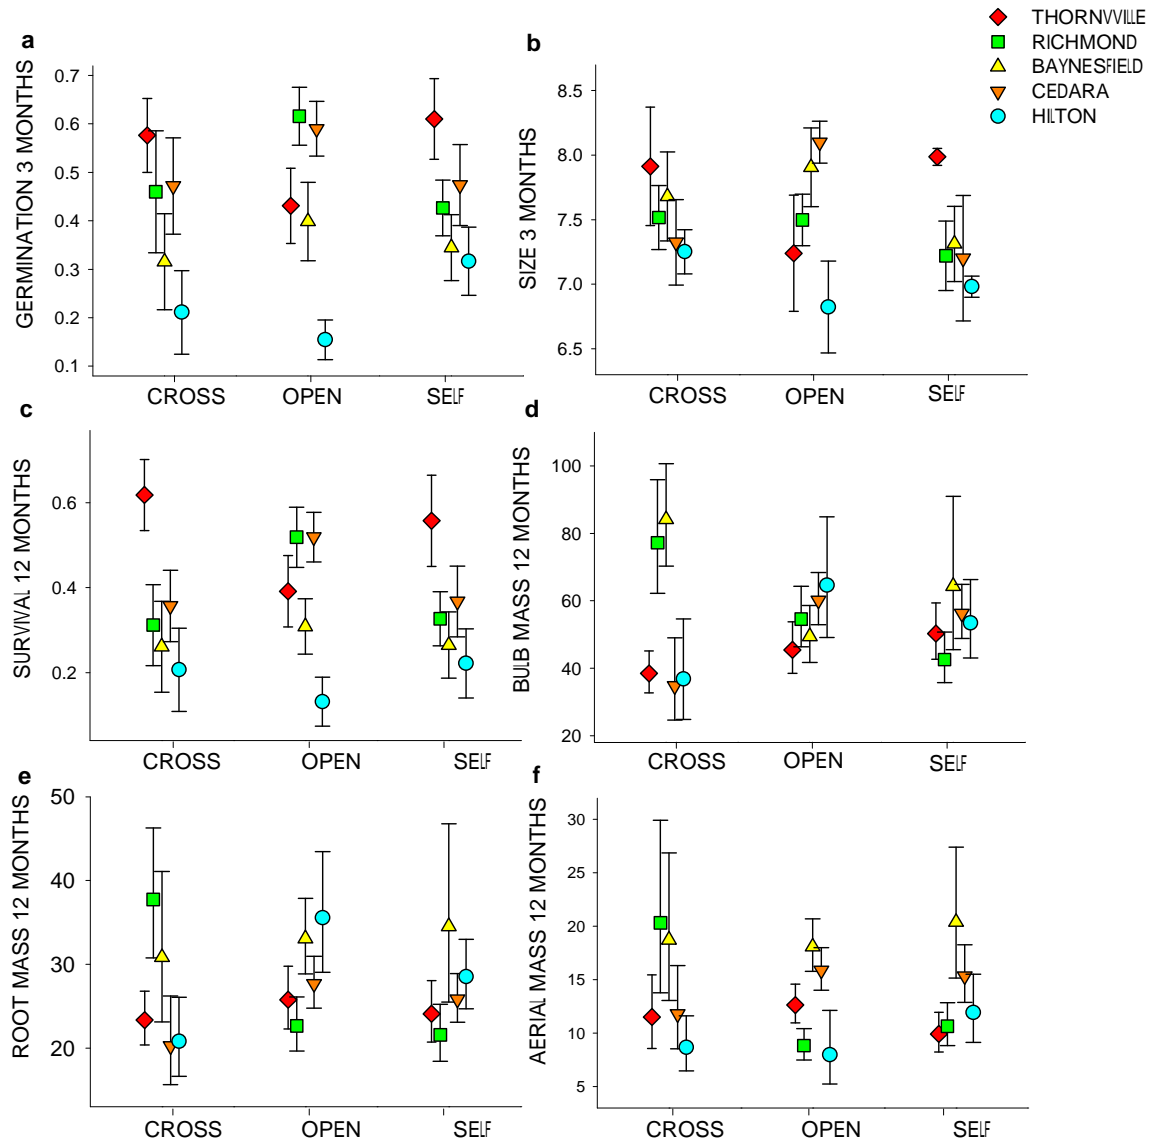 THORNVVILLE
RICHMOND
BAYNESFIELD
CEDARA
HILTON
a
GERMINATION 3 MONTHS
0.7
0.6
0.5
0.4
0.3
0.2
0.1
CROSS OPEN SELF
b
SIZE 3 MONTHS
8.5
8.0
7.5
7.0
6.5
CROSS OPEN SELF
c
SURVIVAL 12 MONTHS
0.6
0.4
0.2
CROSS OPEN SELF
d
BULB MASS 12 MONTHS
100
80
60
40
20
CROSS OPEN SELF
e
ROOT MASS 12 MONTHS
50
40
30
20
CROSS OPEN SELF
f
AERIAL MASS 12 MONTHS
30
25
20
15
10
5
CROSS OPEN SELF